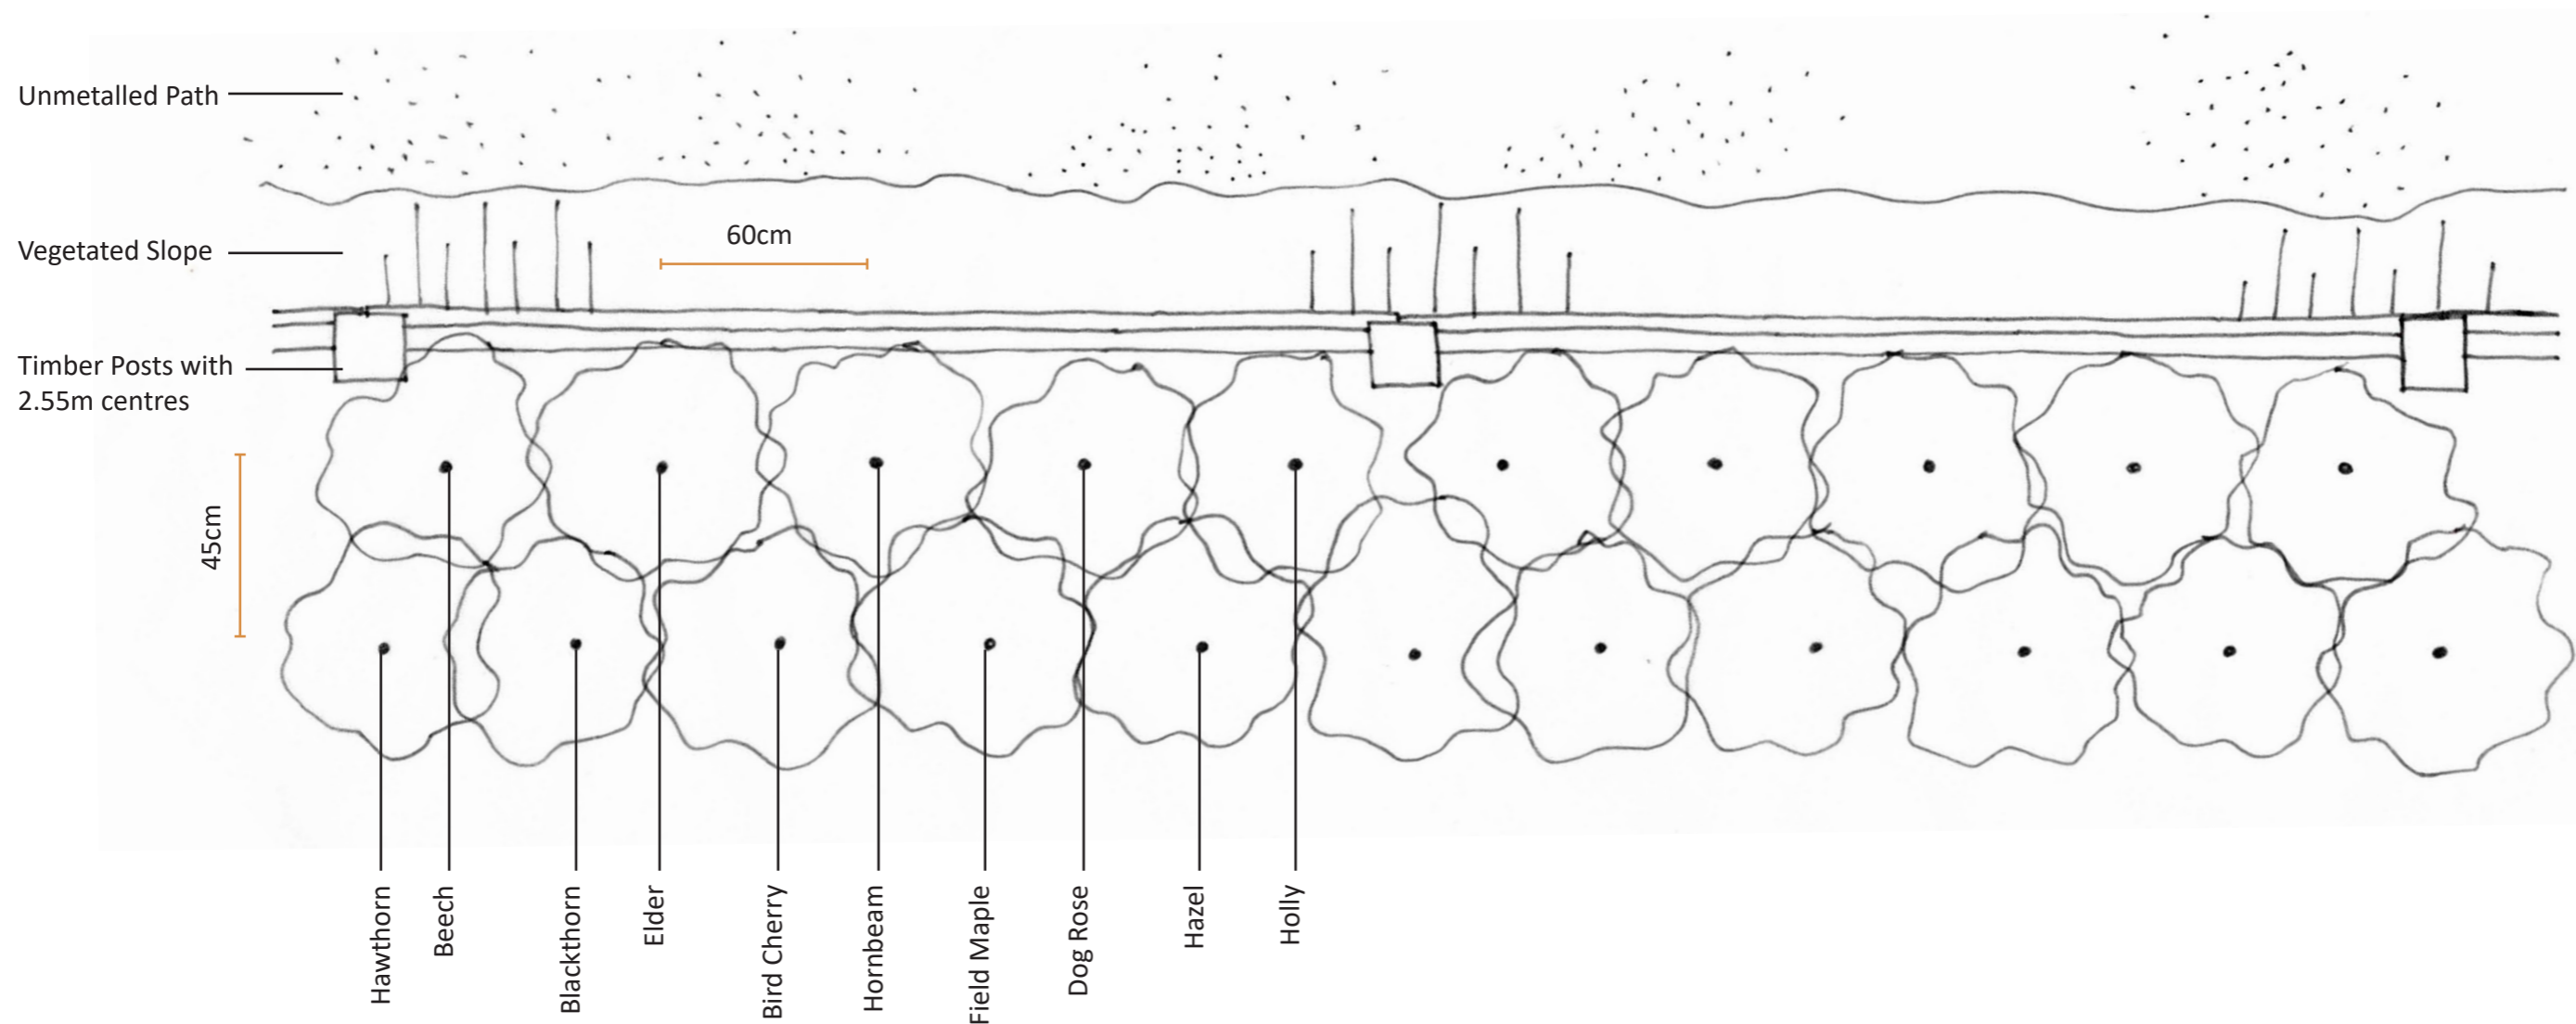 Unmetalled Path
Vegetated Slope
60cm
Timber Posts with
2.55m centres
45cm
Hawthorn
Beech
Blackthorn
Elder
Bird Cherry
Hornbeam
Field Maple
Dog Rose
Hazel
Holly